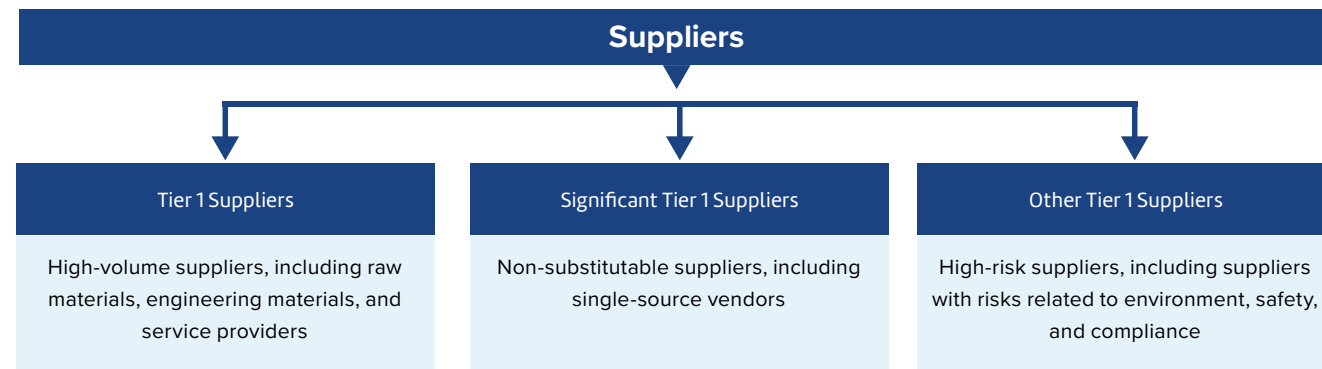 Suppliers
Tier 1 Suppliers
High-volume suppliers, including raw
materials, engineering materials, and
service providers
Significant Tier 1 Suppliers
Non-substitutable suppliers, including
single-source vendors
Other Tier 1 Suppliers
High-risk suppliers, including suppliers
with risks related to environment, safety,
and compliance